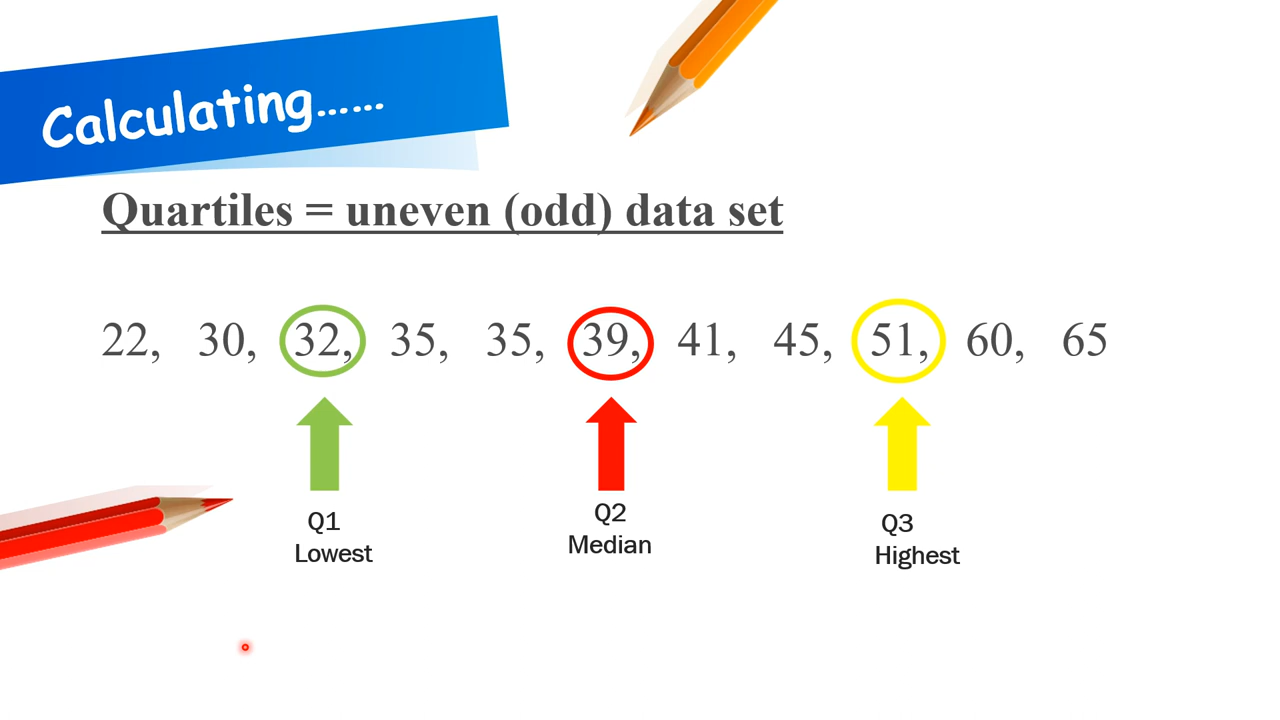 Calculating......
Quartiles = uneven (odd) data set
22, 30, 32, 35, 35, 39, 41, 45, 51, 60, 65
Q1
Lowest
Q2
Median
Q3
Highest